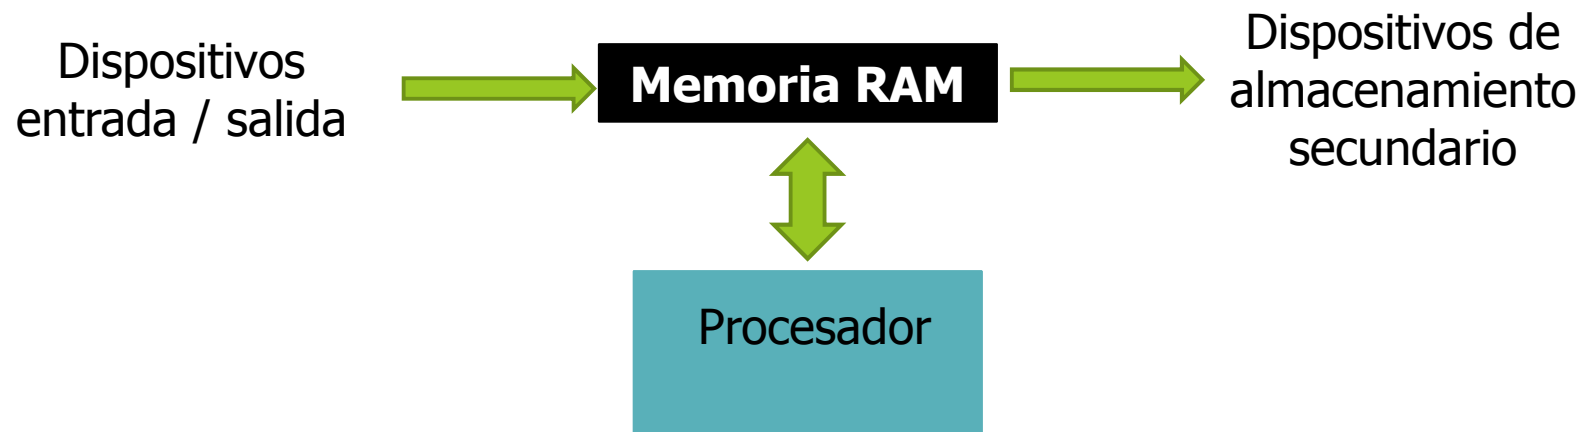 Dispositivos
entrada / salida
Memoria RAM
Dispositivos de
almacenamiento
secundario
Procesador